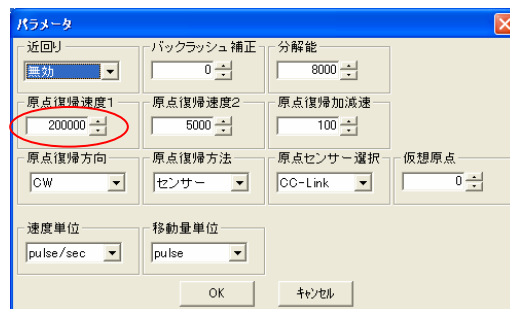 パラメータ
近回り バックラッシュ補正 分解能
無効 0 8000
原点復帰速度1 原点復帰速度2 原点復帰加減速
200000 5000 100
原点復帰方向 原点復帰方法 原点センサー選択 仮想原点
CW センサー CC-Link 0
速度単位 移動量単位
pulse/sec pulse
OK キャンセル